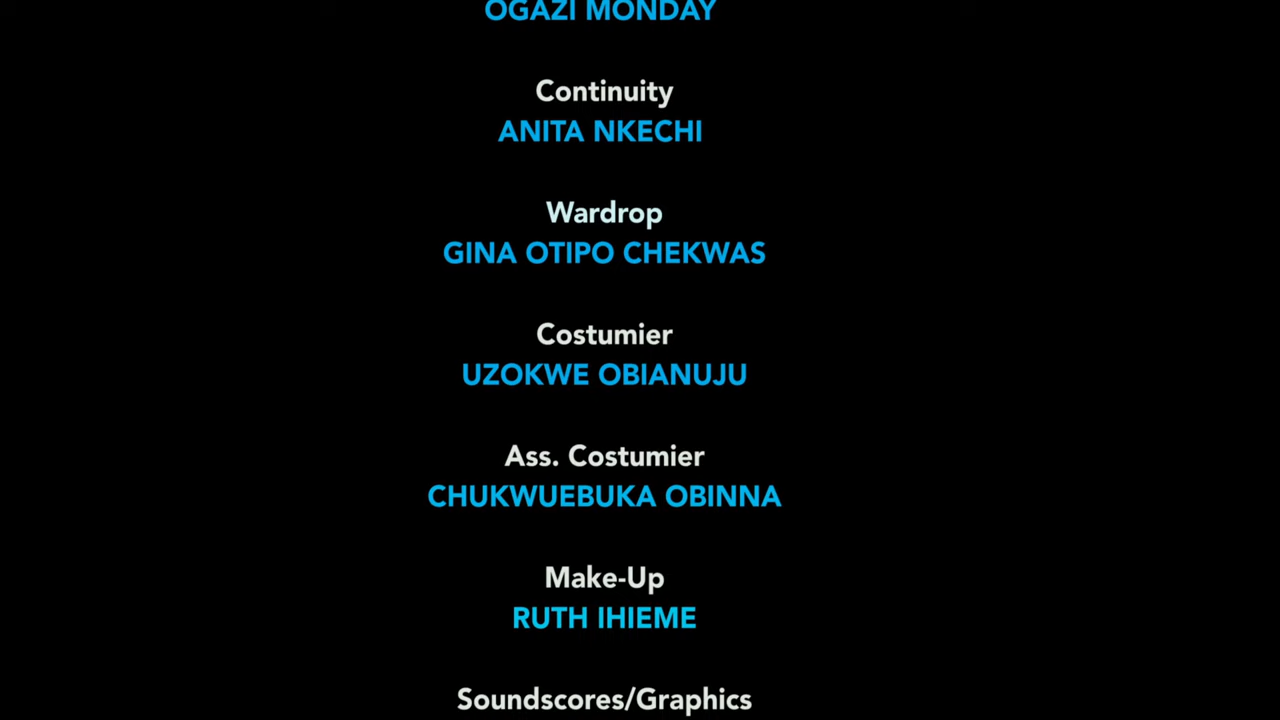 OGAZI MONDAY
Continuity
ANITA NKECHI
Wardrop
GINA OTIPO CHEKWAS
Costumier
UZOKWE OBIANUJU
Ass. Costumier
CHUKWUEBUKA OBINNA
Make-Up
RUTH IHIEME
Soundscores/Graphics